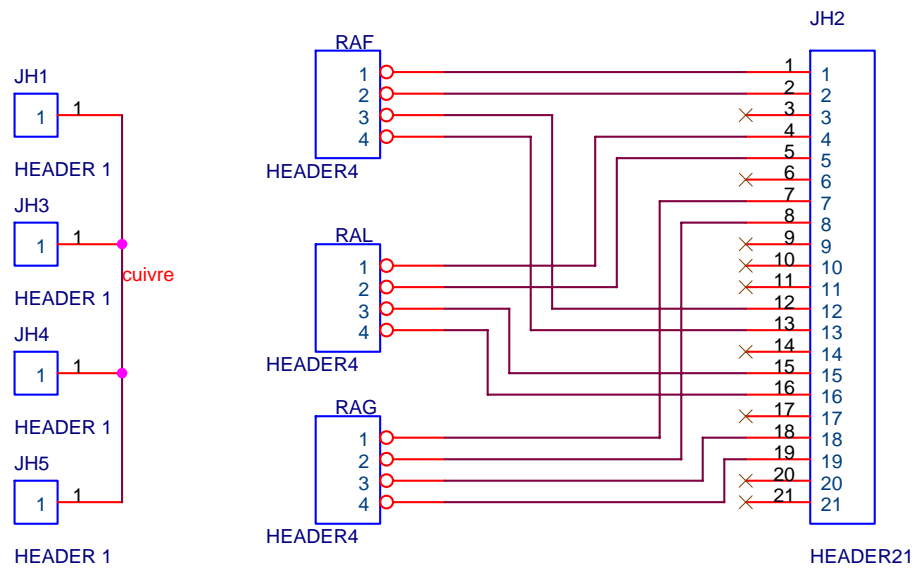 JH1
1 1
HEADER 1
JH3
1 1
cuivre
HEADER 1
JH4
1 1
HEADER 1
JH5
1 1
HEADER 1
RAF
1
2
3
4
HEADER4
RAL
1
2
3
4
HEADER4
RAG
1
2
3
4
HEADER4
JH2
1 1
2 2
3 3
4 4
5 5
6 6
7 7
8 8
9 9
10 10
11 11
12 12
13 13
14 14
15 15
16 16
17 17
18 18
19 19
20 20
21 21
HEADER21